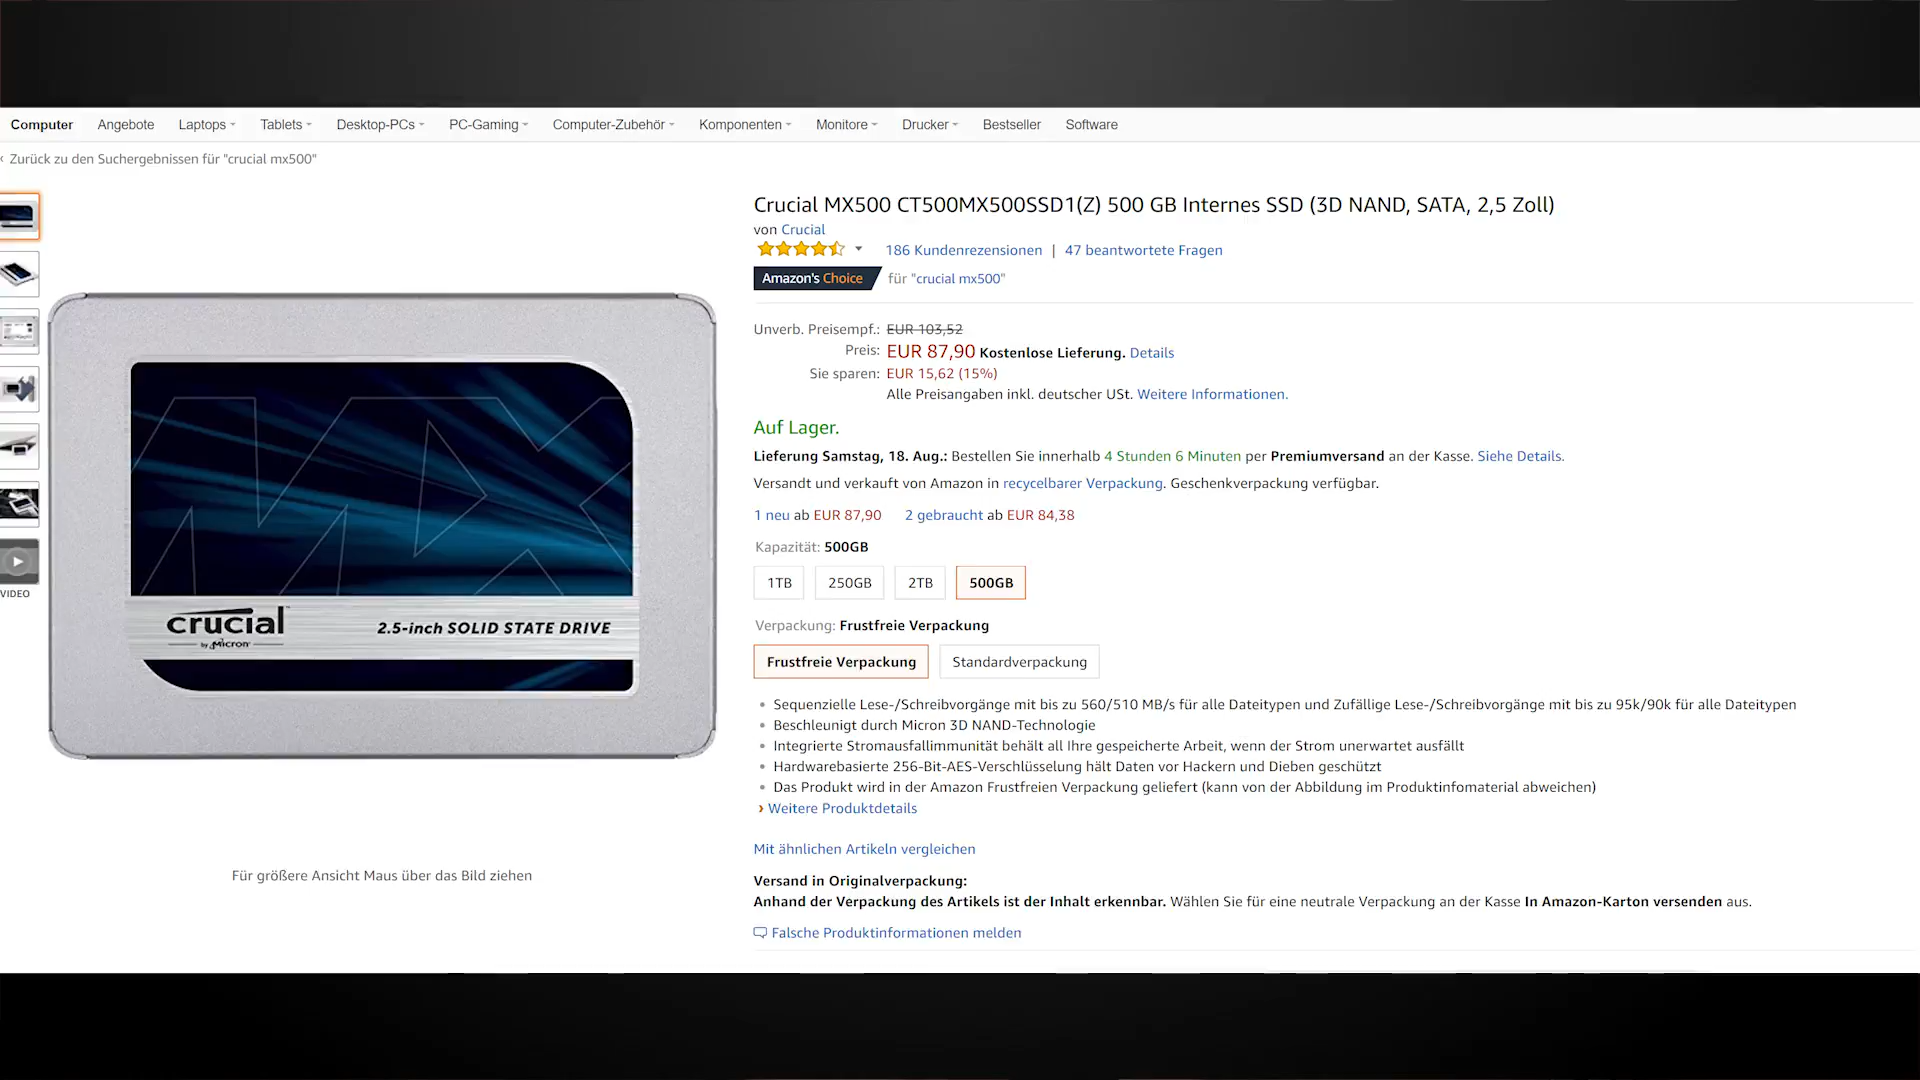 Computer Angebote Laptops Tablets Desktop-PCs PC-Gaming Computer-Zubehör Komponenten Monitore Drucker Bestseller Software
‹ Zurück zu den Suchergebnissen für "crucial mx500"
Crucial MX500 CT500MX500SSD1(Z) 500 GB Internes SSD (3D NAND, SATA, 2,5 Zoll)
von Crucial
186 Kundenrezensionen | 47 beantwortete Fragen
Amazon's Choice für "crucial mx500"
Unverb. Preisempf.: EUR 103,52
Preis: EUR 87,90 Kostenlose Lieferung. Details
Sie sparen: EUR 15,62 (15%)
Alle Preisangaben inkl. deutscher USt. Weitere Informationen.
Auf Lager.
Lieferung Samstag, 18. Aug.: Bestellen Sie innerhalb 4 Stunden 6 Minuten per Premiumversand an der Kasse. Siehe Details.
Versandt und verkauft von Amazon in recycelbarer Verpackung. Geschenkverpackung verfügbar.
1 neu ab EUR 87,90 2 gebraucht ab EUR 84,38
Kapazität: 500GB
1TB 250GB 2TB 500GB
Verpackung: Frustfreie Verpackung
Frustfreie Verpackung Standardverpackung
• Sequenzielle Lese-/Schreibvorgänge mit bis zu 560/510 MB/s für alle Dateitypen und Zufällige Lese-/Schreibvorgänge mit bis zu 95k/90k für alle Dateitypen
• Beschleunigt durch Micron 3D NAND-Technologie
• Integrierte Stromausfallimmunität behält all Ihre gespeicherte Arbeit, wenn der Strom unerwartet ausfällt
• Hardwarebasierte 256-Bit-AES-Verschlüsselung hält Daten vor Hackern und Dieben geschützt
• Das Produkt wird in der Amazon Frustfreien Verpackung geliefert (kann von der Abbildung im Produktinfomaterial abweichen)
› Weitere Produktdetails
Mit ähnlichen Artikeln vergleichen
Versand in Originalverpackung:
Anhand der Verpackung des Artikels ist der Inhalt erkennbar. Wählen Sie für eine neutrale Verpackung an der Kasse In Amazon-Karton versenden aus.
Falsche Produktinformationen melden
VIDEO
MX
crucial™
by Micron®
2.5-inch SOLID STATE DRIVE
Für größere Ansicht Maus über das Bild ziehen